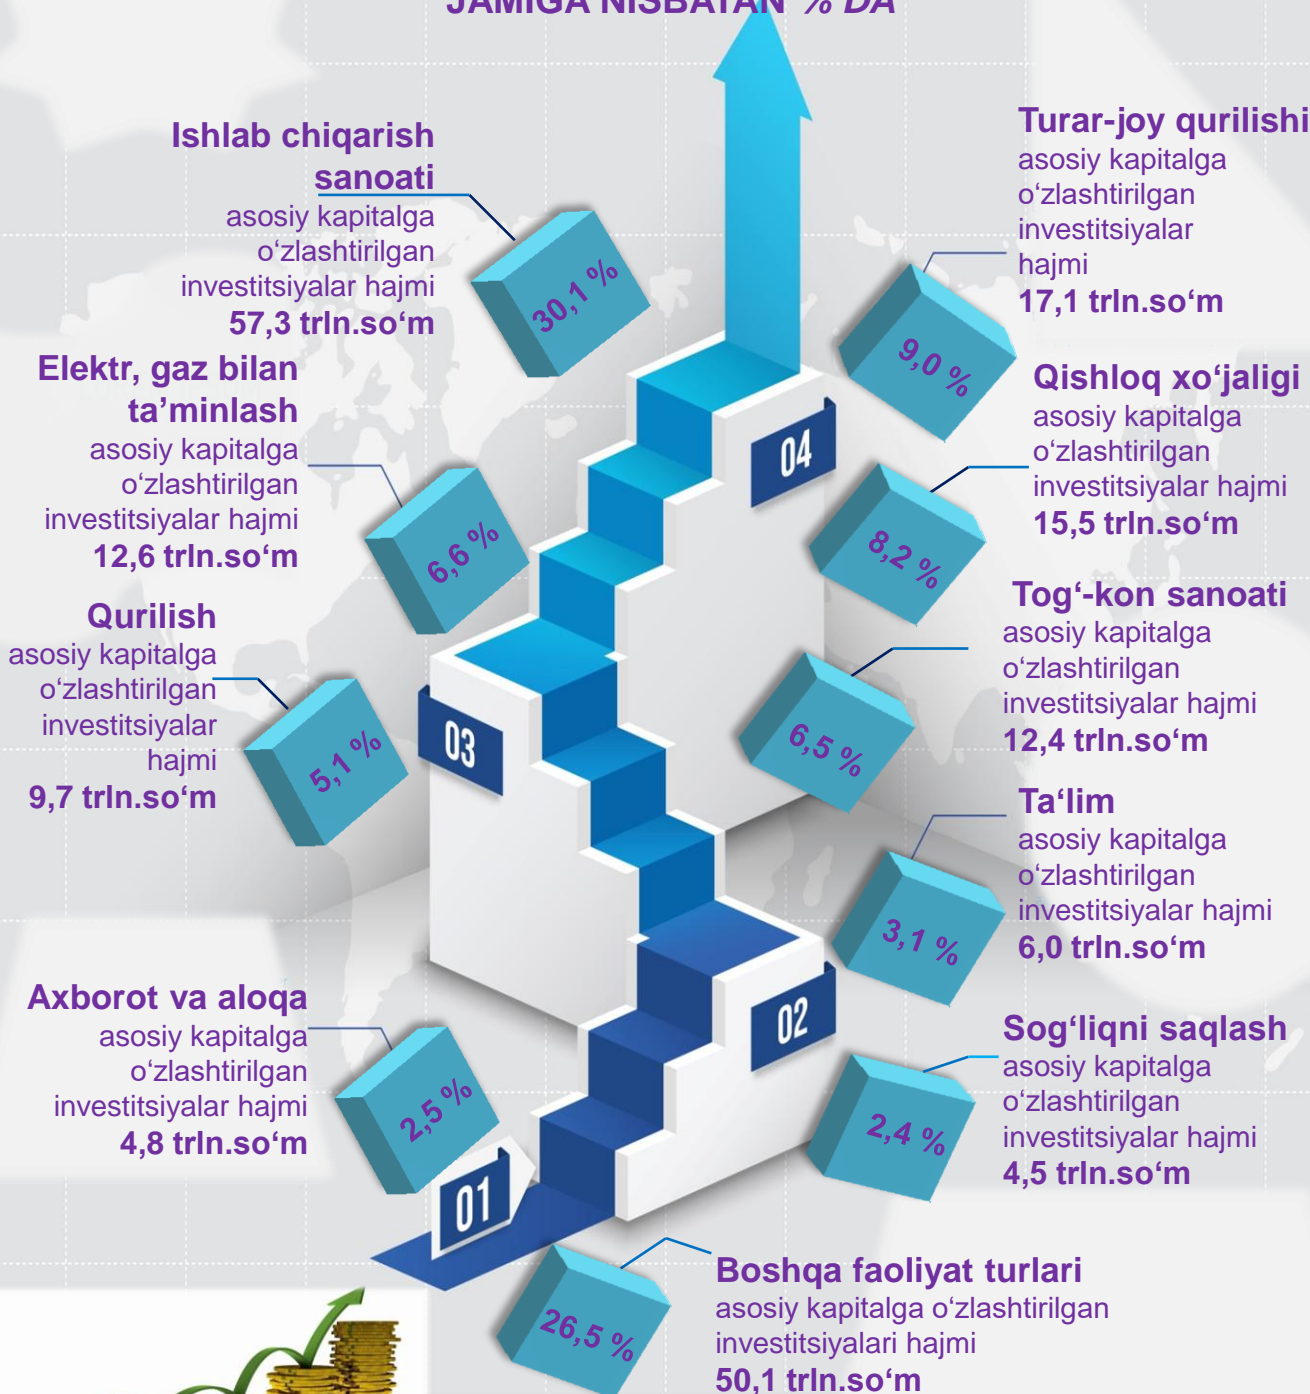 JAMIGA NISBATAN % DA
Ishlab chiqarish
sanoati
asosiy kapitalga
o‘zlashtirilgan
investitsiyalar hajmi
57,3 trln.so‘m
30,1 %
Turar-joy qurilishi
asosiy kapitalga
o‘zlashtirilgan
investitsiyalar
hajmi
17,1 trln.so‘m
9,0 %
Elektr, gaz bilan
ta’minlash
asosiy kapitalga
o‘zlashtirilgan
investitsiyalar hajmi
12,6 trln.so‘m
6,6 %
Qishloq xo‘jaligi
asosiy kapitalga
o‘zlashtirilgan
investitsiyalar hajmi
15,5 trln.so‘m
8,2 %
04
Qurilish
asosiy kapitalga
o‘zlashtirilgan
investitsiyalar
hajmi
9,7 trln.so‘m
5,1 %
03
Tog‘-kon sanoati
asosiy kapitalga
o‘zlashtirilgan
investitsiyalar hajmi
12,4 trln.so‘m
6,5 %
Ta‘lim
asosiy kapitalga
o‘zlashtirilgan
investitsiyalar hajmi
6,0 trln.so‘m
3,1 %
Axborot va aloqa
asosiy kapitalga
o‘zlashtirilgan
investitsiyalar hajmi
4,8 trln.so‘m
2,5 %
02
Sog‘liqni saqlash
asosiy kapitalga
o‘zlashtirilgan
investitsiyalar hajmi
4,5 trln.so‘m
2,4 %
01
Boshqa faoliyat turlari
asosiy kapitalga o‘zlashtirilgan
investitsiyalari hajmi
50,1 trln.so‘m
26,5 %